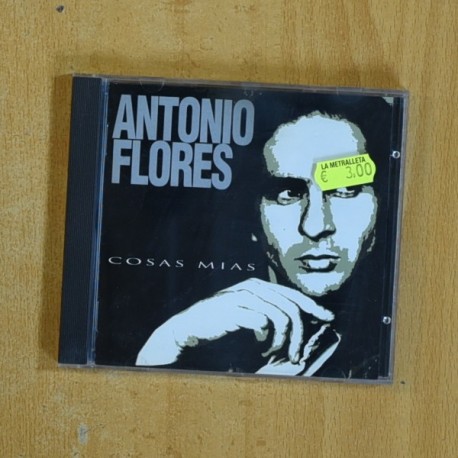 ANTONIO
FLORES
LA METRALLETA
€ 3.00
COSAS MIAS